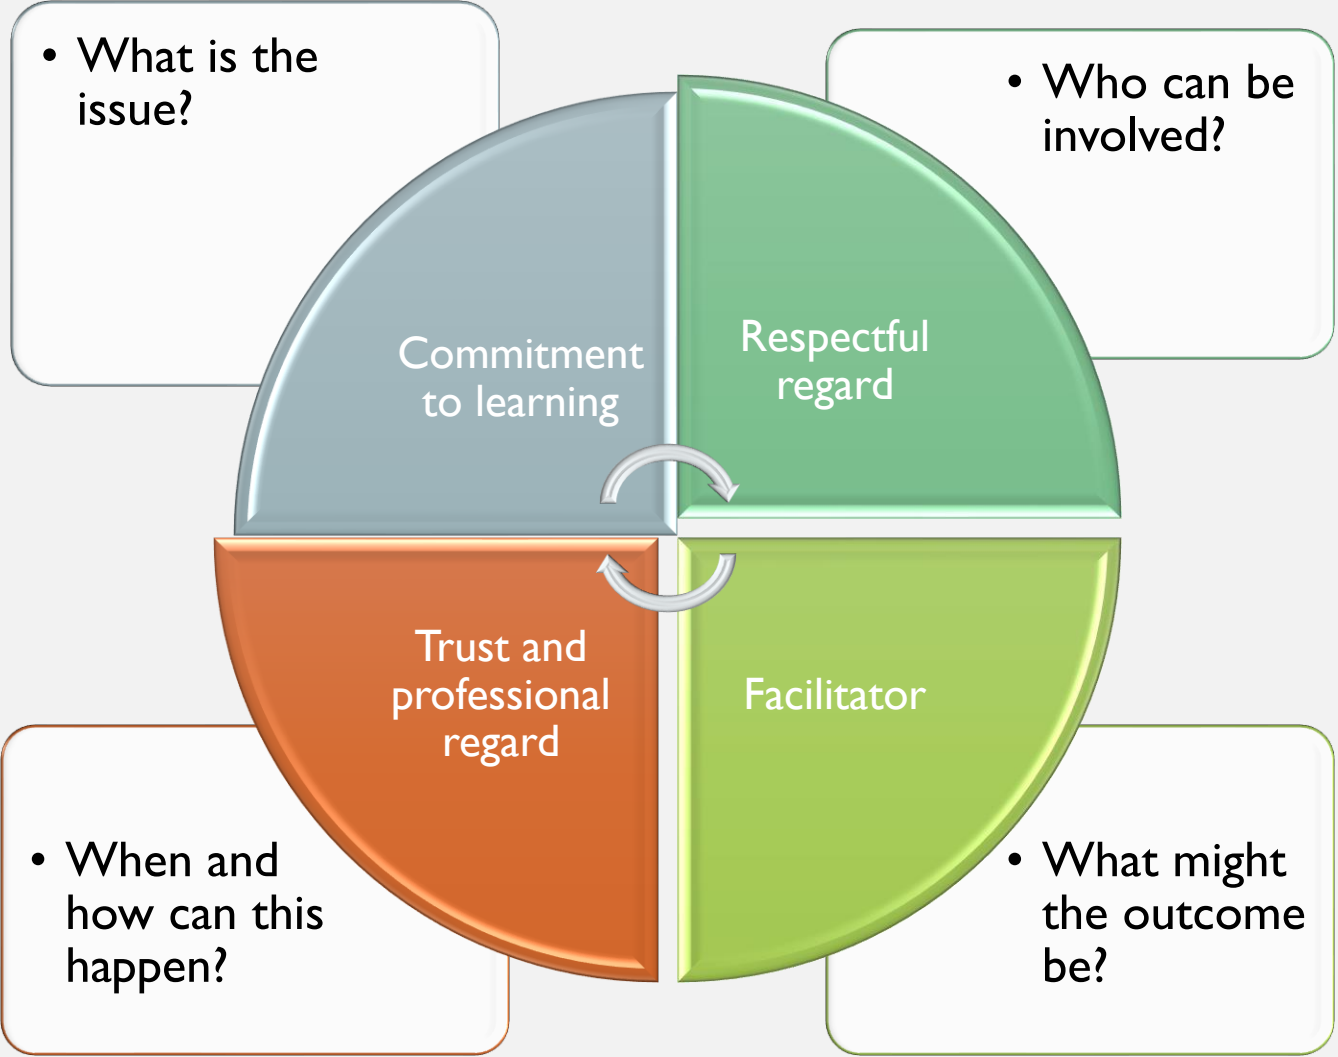 • What is the
issue?
• Who can be
involved?
Commitment
to learning
Respectful
regard
Trust and
professional
regard
Facilitator
• When and
how can this
happen?
• What might
the outcome
be?